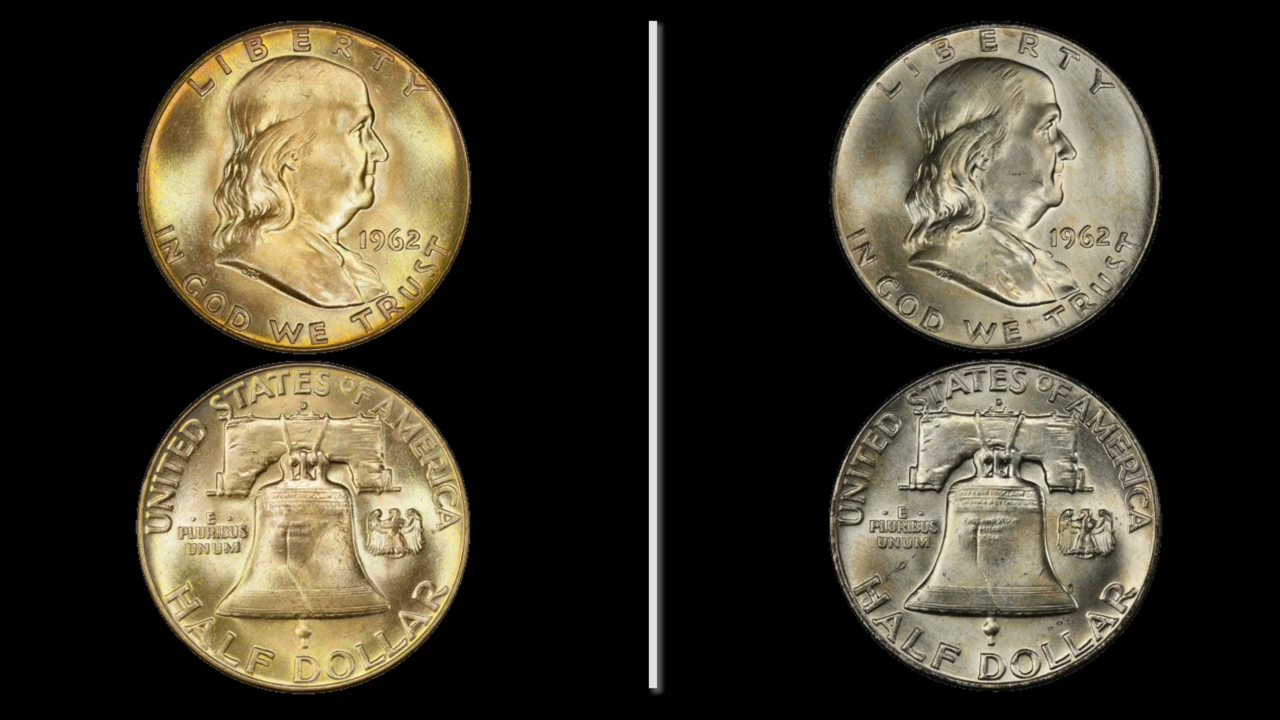 LIBERTY
1962
IN GOD WE TRUST
UNITED STATES OF AMERICA
D
· E ·
PLURIBUS
UNUM
HALF DOLLAR
LIBERTY
1962
IN GOD WE TRUST
UNITED STATES OF AMERICA
D
· E ·
PLURIBUS
UNUM
HALF DOLLAR